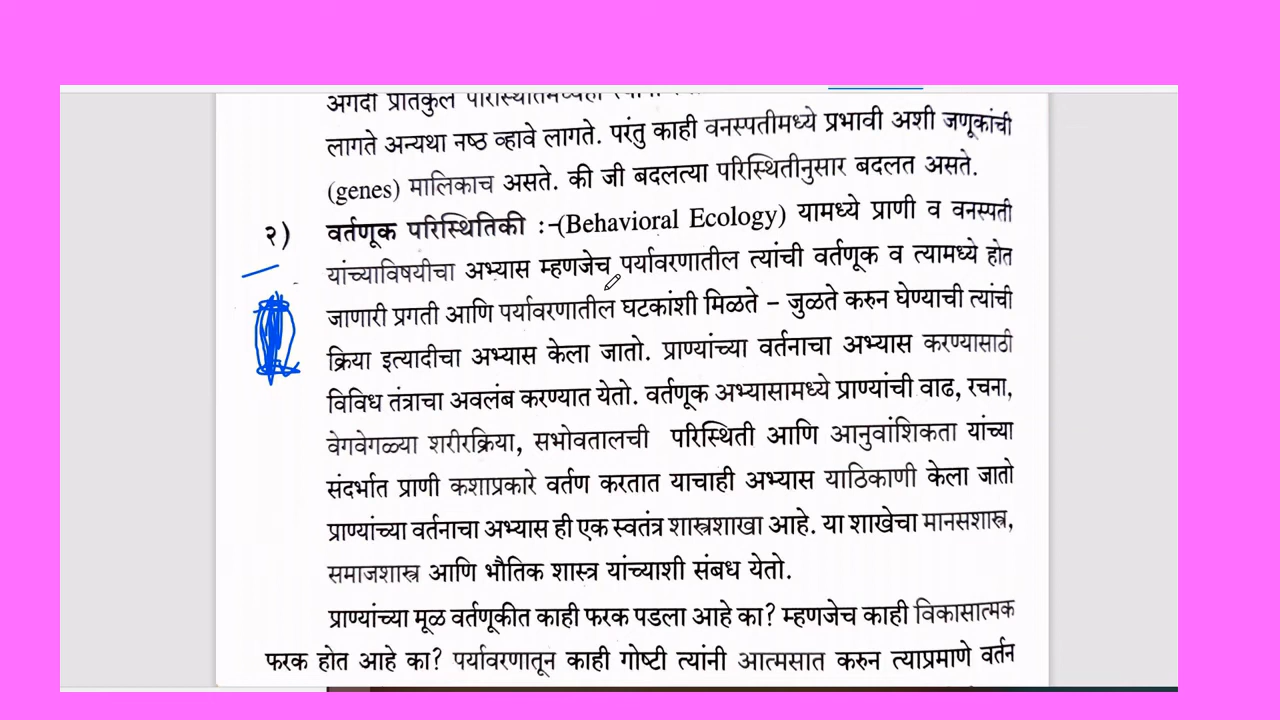 अगदी प्रतिकुल परिस्थितीमध्येही
लागते अन्यथा नष्ठ व्हावे लागते. परंतु काही वनस्पतीमध्ये प्रभावी अशी जणूकांची
(genes) मालिकाच असते. की जी बदलत्या परिस्थितीनुसार बदलत असते.
२) वर्तणूक परिस्थितिकी :-(Behavioral Ecology) यामध्ये प्राणी व वनस्पती
यांच्याविषयीचा अभ्यास म्हणजेच पर्यावरणातील त्यांची वर्तणूक व त्यामध्ये होत
जाणारी प्रगती आणि पर्यावरणातील घटकांशी मिळते – जुळते करुन घेण्याची त्यांची
क्रिया इत्यादीचा अभ्यास केला जातो. प्राण्यांच्या वर्तनाचा अभ्यास करण्यासाठी
विविध तंत्राचा अवलंब करण्यात येतो. वर्तणूक अभ्यासामध्ये प्राण्यांची वाढ, रचना,
वेगवेगळ्या शरीरक्रिया, सभोवतालची परिस्थिती आणि आनुवांशिकता यांच्या
संदर्भात प्राणी कशाप्रकारे वर्तण करतात याचाही अभ्यास याठिकाणी केला जातो
प्राण्यांच्या वर्तनाचा अभ्यास ही एक स्वतंत्र शास्त्रशाखा आहे. या शाखेचा मानसशास्त्र,
समाजशास्त्र आणि भौतिक शास्त्र यांच्याशी संबध येतो.
प्राण्यांच्या मूळ वर्तणूकीत काही फरक पडला आहे का? म्हणजेच काही विकासात्मक
फरक होत आहे का? पर्यावरणातून काही गोष्टी त्यांनी आत्मसात करुन त्याप्रमाणे वर्तन